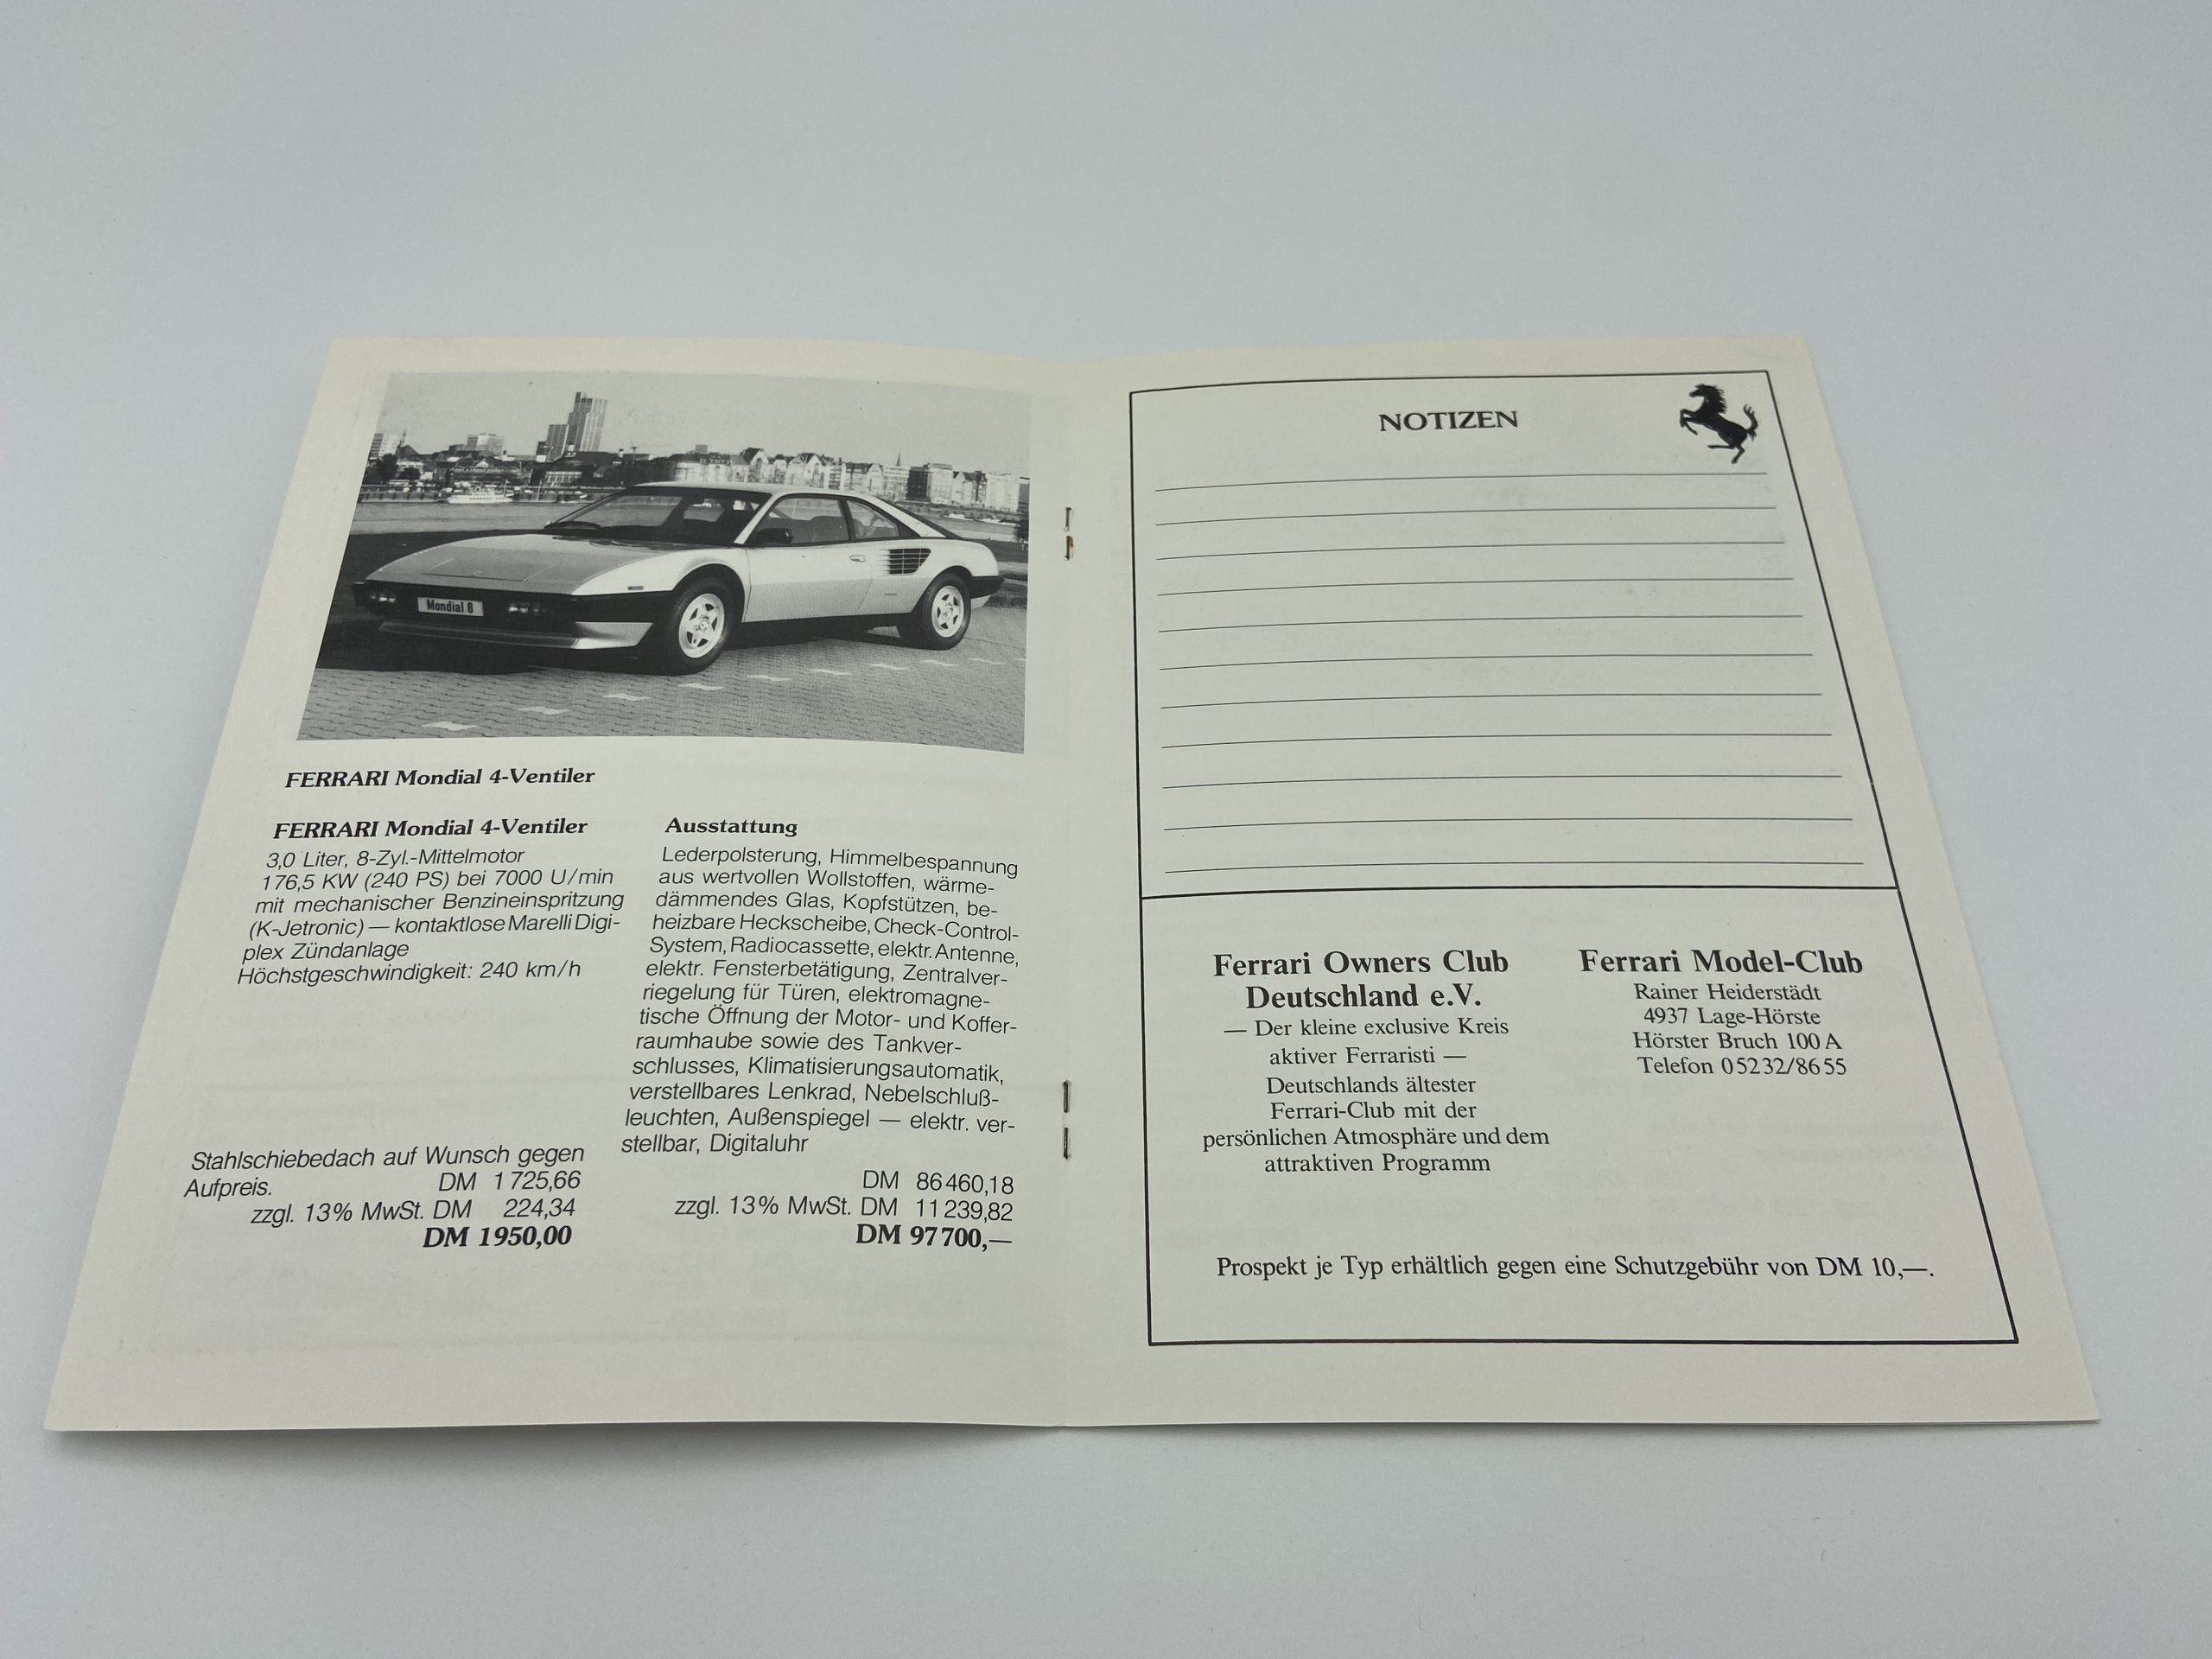 Mondial 8
FERRARI Mondial 4-Ventiler
FERRARI Mondial 4-Ventiler
3,0 Liter, 8-Zyl.-Mittelmotor
176,5 KW (240 PS) bei 7000 U/min
mit mechanischer Benzineinspritzung
(K-Jetronic) — kontaktlose Marelli Digi-
plex Zündanlage
Höchstgeschwindigkeit: 240 km/h
Stahlschiebedach auf Wunsch gegen
Aufpreis. DM 1725,66
zzgl. 13% MwSt. DM 224,34
DM 1950,00
Ausstattung
Lederpolsterung, Himmelbespannung
aus wertvollen Wollstoffen, wärme-
dämmendes Glas, Kopfstützen, be-
heizbare Heckscheibe, Check-Control-
System, Radiocassette, elektr. Antenne,
elektr. Fensterbetätigung, Zentralver-
riegelung für Türen, elektromagne-
tische Öffnung der Motor- und Koffer-
raumhaube sowie des Tankver-
schlusses, Klimatisierungsautomatik,
verstellbares Lenkrad, Nebelschluß-
leuchten, Außenspiegel — elektr. ver-
stellbar, Digitaluhr
DM 86460,18
zzgl. 13% MwSt. DM 11239,82
DM 97700,—
NOTIZEN
Ferrari Owners Club
Deutschland e.V.
— Der kleine exclusive Kreis
aktiver Ferraristi —
Deutschlands ältester
Ferrari-Club mit der
persönlichen Atmosphäre und dem
attraktiven Programm
Ferrari Model-Club
Rainer Heiderstädt
4937 Lage-Hörste
Hörster Bruch 100 A
Telefon 05232/8655
Prospekt je Typ erhältlich gegen eine Schutzgebühr von DM 10,—.